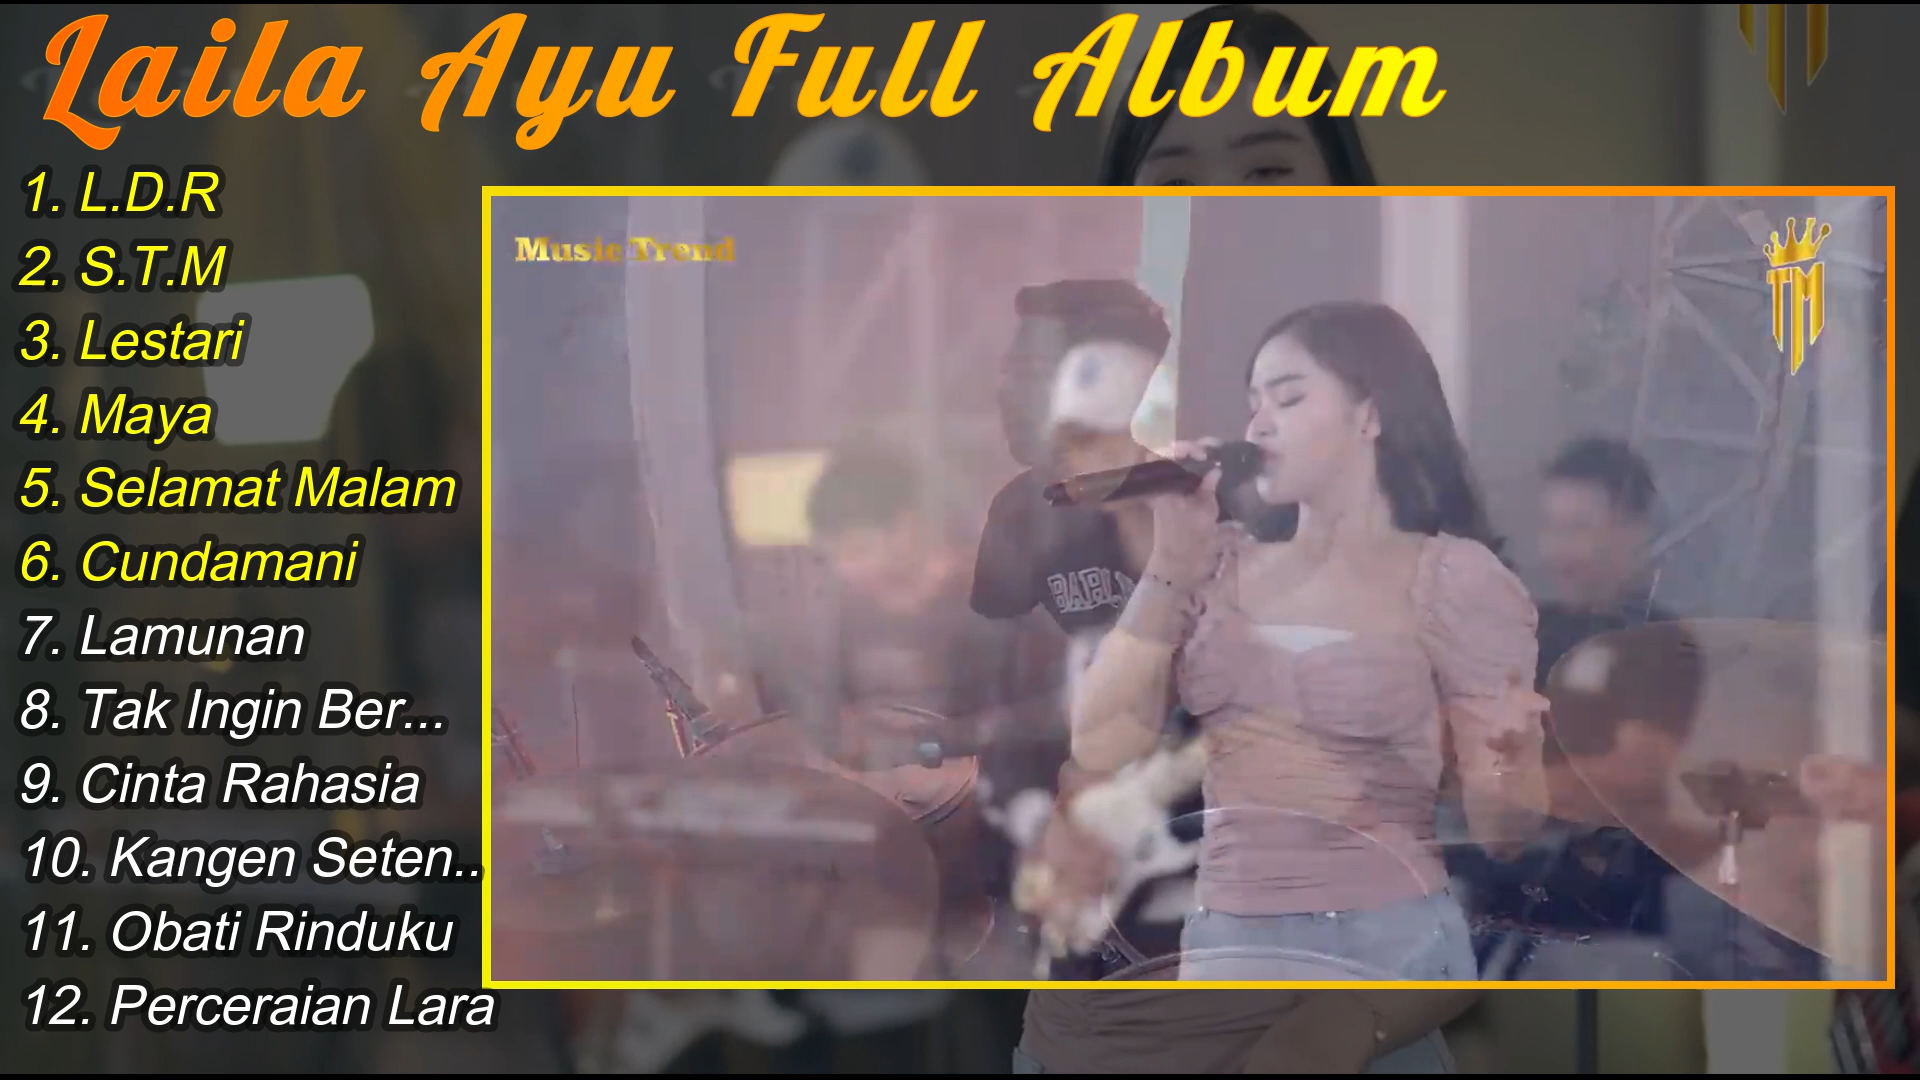 Laila Ayu Full Album
1. L.D.R
2. S.T.M
3. Lestari
4. Maya
5. Selamat Malam
6. Cundamani
7. Lamunan
8. Tak Ingin Ber...
9. Cinta Rahasia
10. Kangen Seten..
11. Obati Rinduku
12. Perceraian Lara
Music Trend
TM